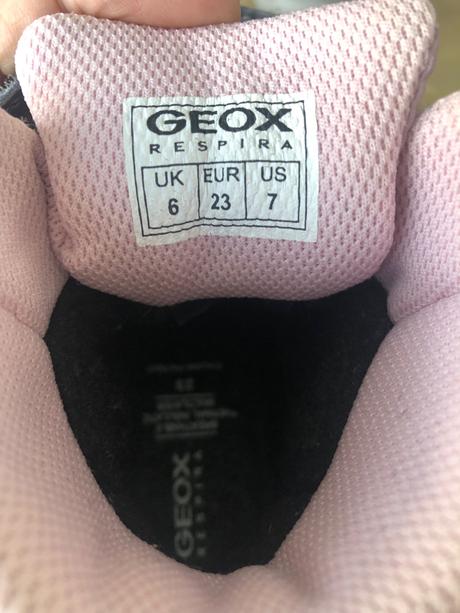 GEOX
RESPIRA
UK EUR US
6 23 7
GEOX
RESPIRA